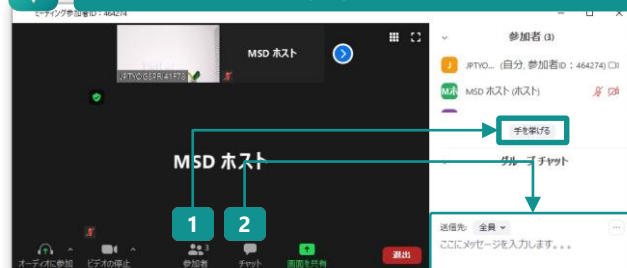 ミーティング参加者ID : 464274
MSD ホスト
参加者 (3)
J
JPTYO... (自分, 参加者ID : 464274)
Mホ
MSD ホスト (ホスト)
手を挙げる
グループ チャット
MSD ホスト
1
2
送信先: 全員
ここにメッセージを入力します。。。
オーディオに参加
ビデオの停止
3
参加者
チャット
画面を共有
退出